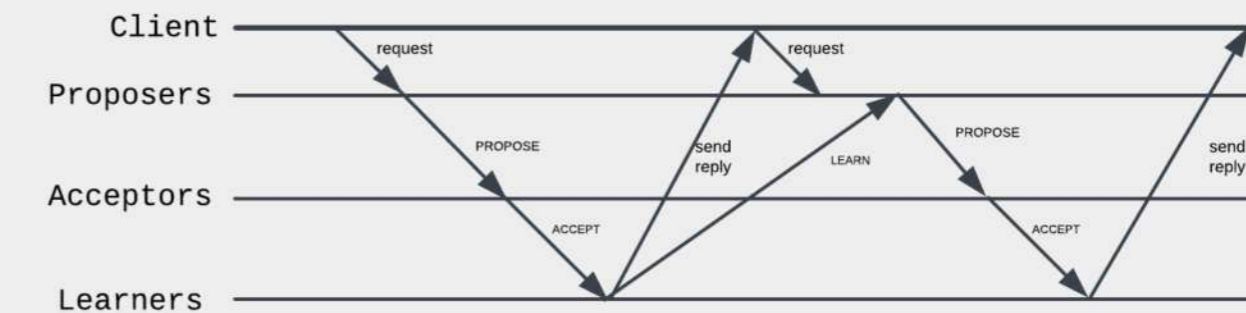 Client
request
request
Proposers
PROPOSE
PROPOSE
send
reply
LEARN
send
reply
Acceptors
ACCEPT
ACCEPT
Learners